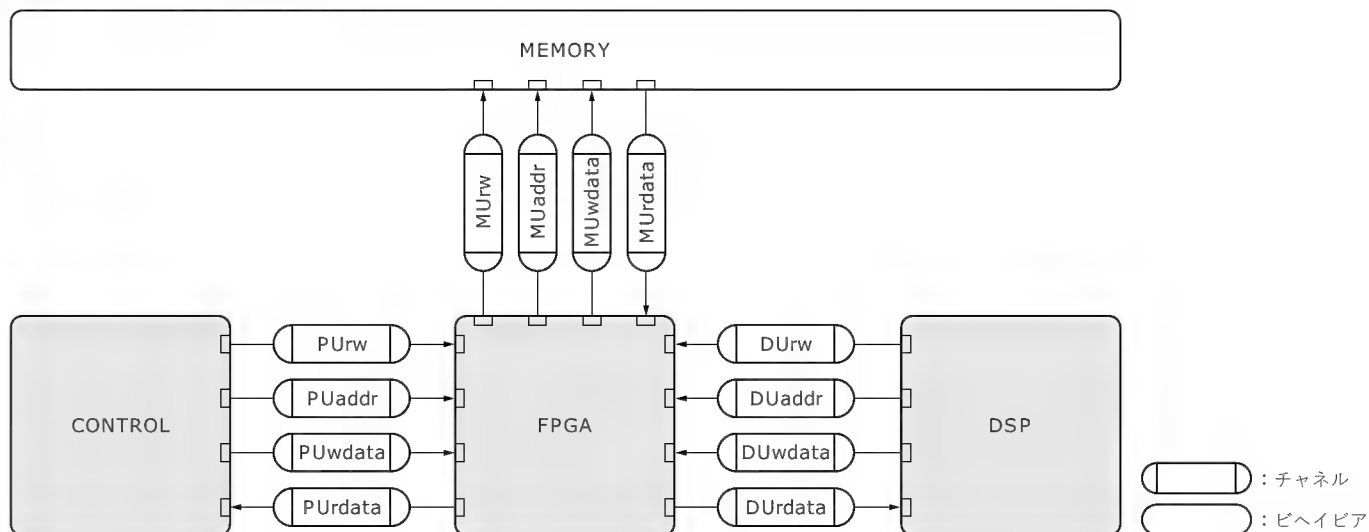 MEMORY
MUrw
MUaddr
MUwdata
MUrdata
PUrw
DUrw
PUaddr
DUaddr
CONTROL
FPGA
DSP
PUwdata
DUwdata
PUrdata
DUrdata
：チャネル
：ビヘイビア